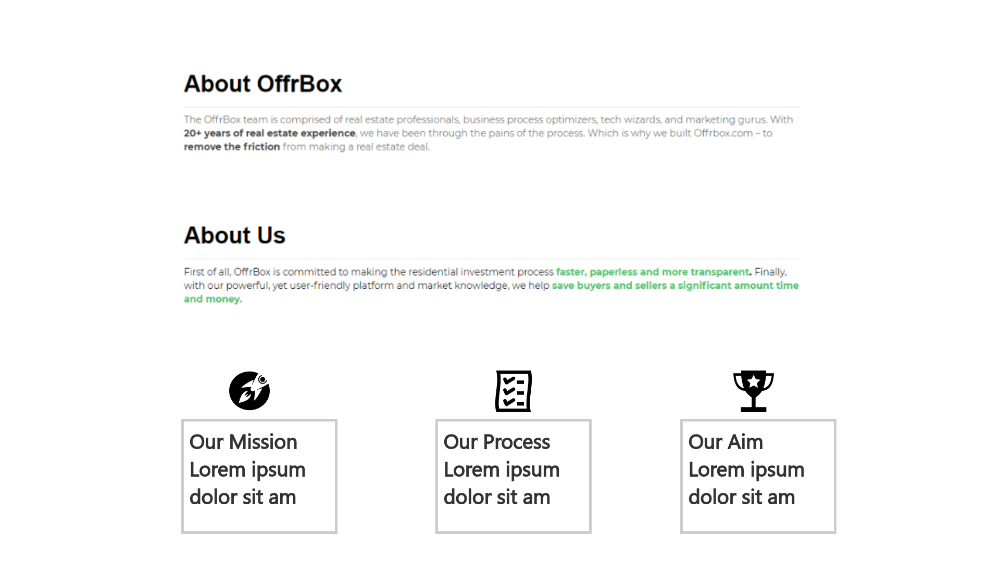 About OffrBox
The OffrBox team is comprised of real estate professionals, business process optimizers, tech wizards, and marketing gurus. With
20+ years of real estate experience, we have been through the pains of the process. Which is why we built Offrbox.com – to
remove the friction from making a real estate deal.
About Us
First of all, OffrBox is committed to making the residential investment process faster, paperless and more transparent. Finally,
with our powerful, yet user-friendly platform and market knowledge, we help save buyers and sellers a significant amount time
and money.
Our Mission
Lorem ipsum
dolor sit am
Our Process
Lorem ipsum
dolor sit am
Our Aim
Lorem ipsum
dolor sit am